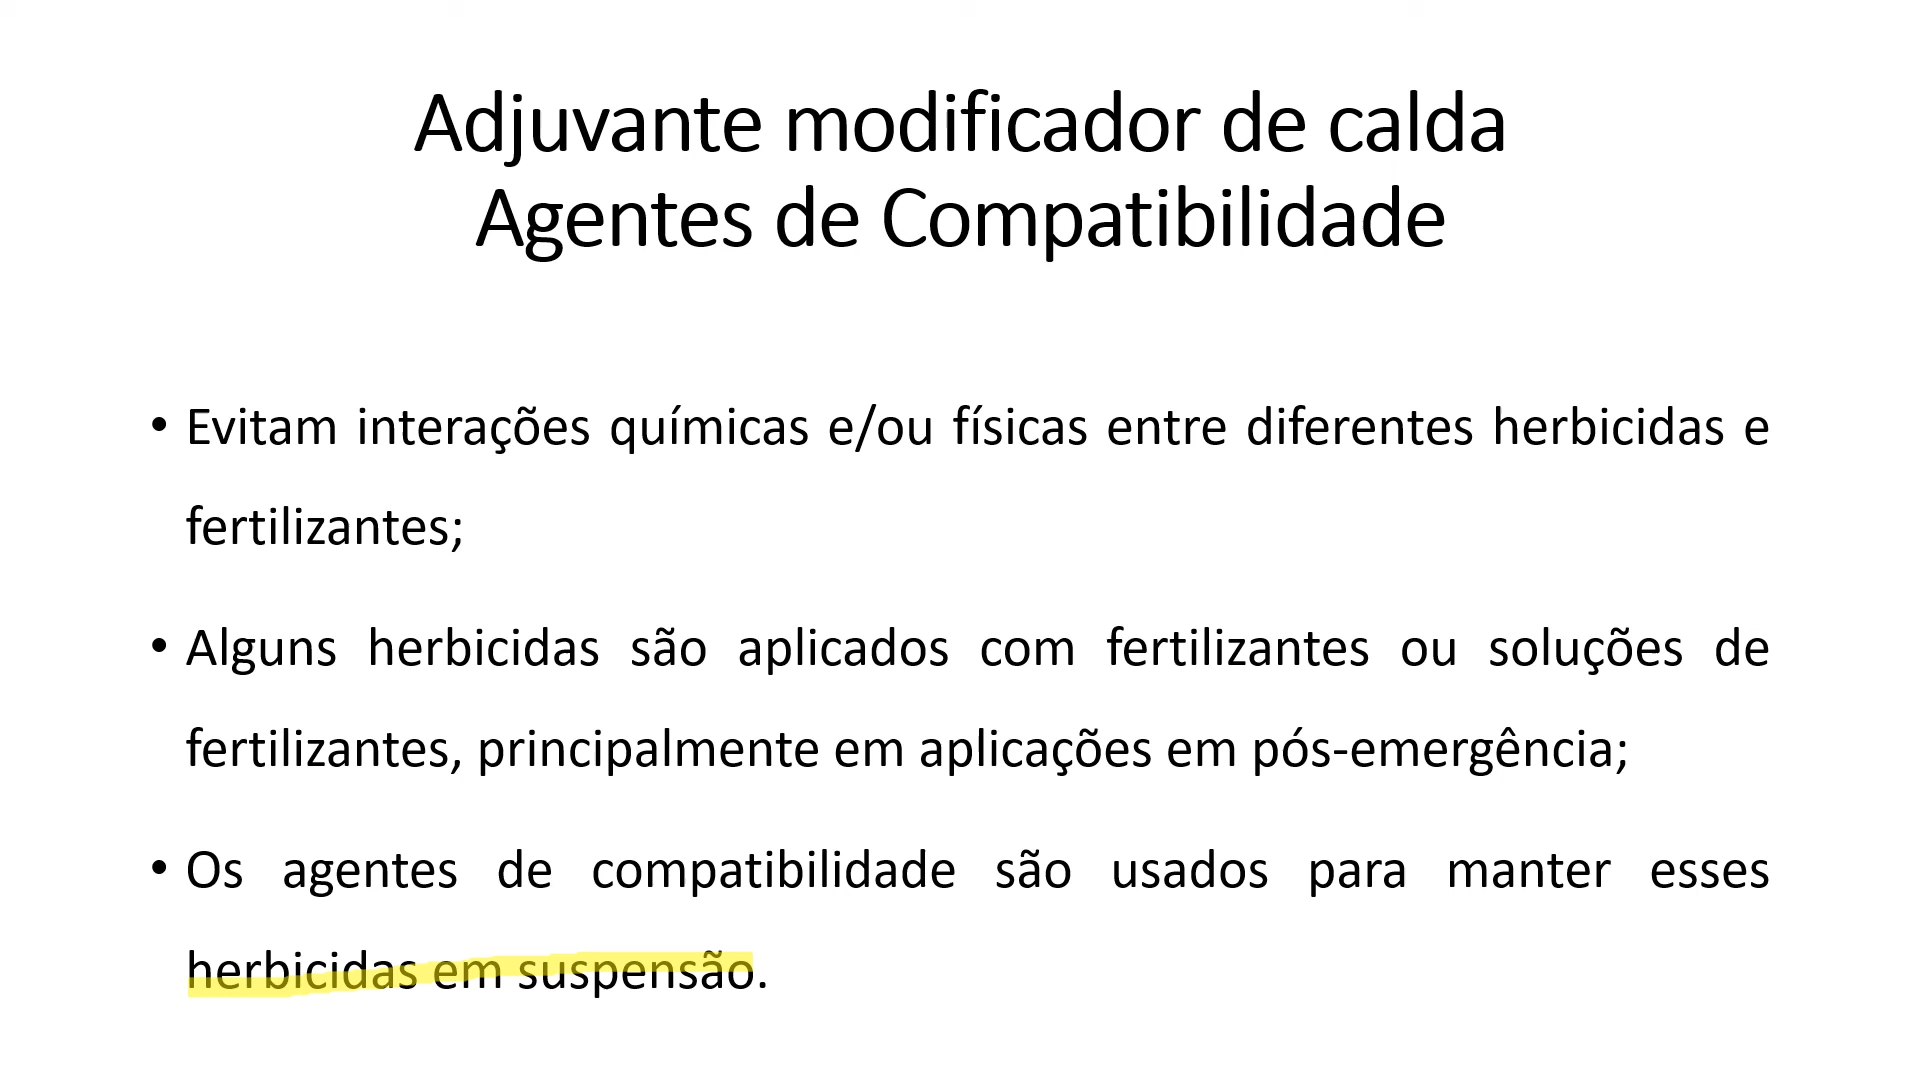 Adjuvante modificador de calda
Agentes de Compatibilidade
• Evitam interações químicas e/ou físicas entre diferentes herbicidas e
fertilizantes;
• Alguns herbicidas são aplicados com fertilizantes ou soluções de
fertilizantes, principalmente em aplicações em pós-emergência;
• Os agentes de compatibilidade são usados para manter esses
herbicidas em suspensão.